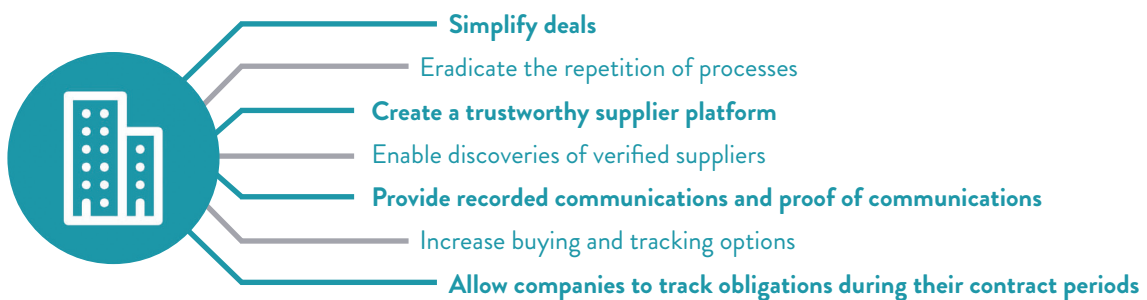 Simplify deals
Eradicate the repetition of processes
Create a trustworthy supplier platform
Enable discoveries of verified suppliers
Provide recorded communications and proof of communications
Increase buying and tracking options
Allow companies to track obligations during their contract periods